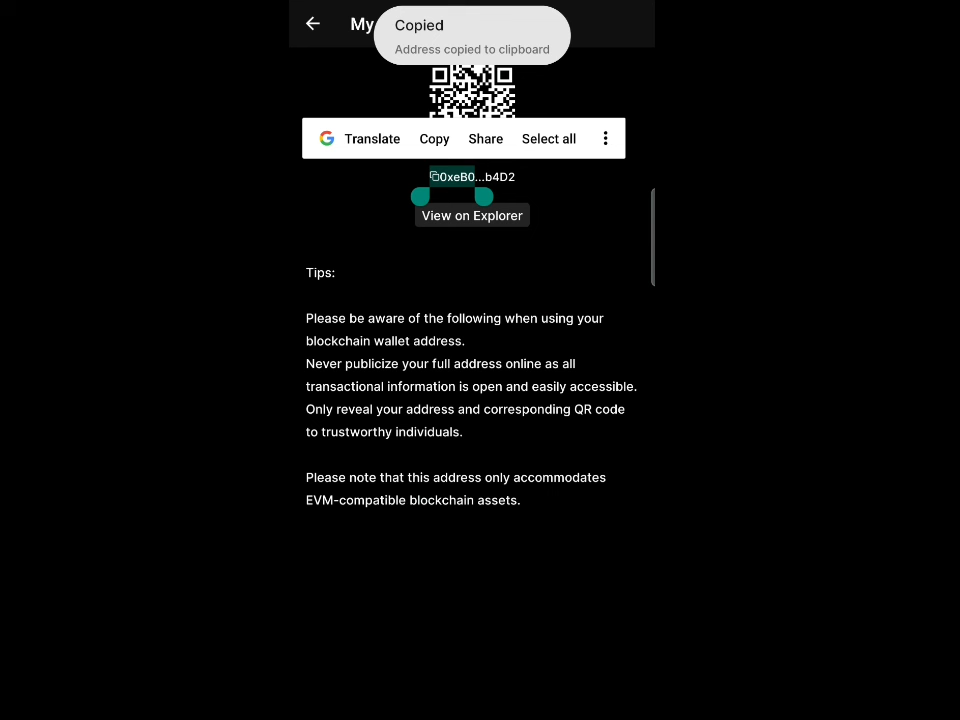 My
Copied
Address copied to clipboard
Translate Copy Share Select all
0xeB0...b4D2
View on Explorer
Tips:
Please be aware of the following when using your
blockchain wallet address.
Never publicize your full address online as all
transactional information is open and easily accessible.
Only reveal your address and corresponding QR code
to trustworthy individuals.
Please note that this address only accommodates
EVM-compatible blockchain assets.